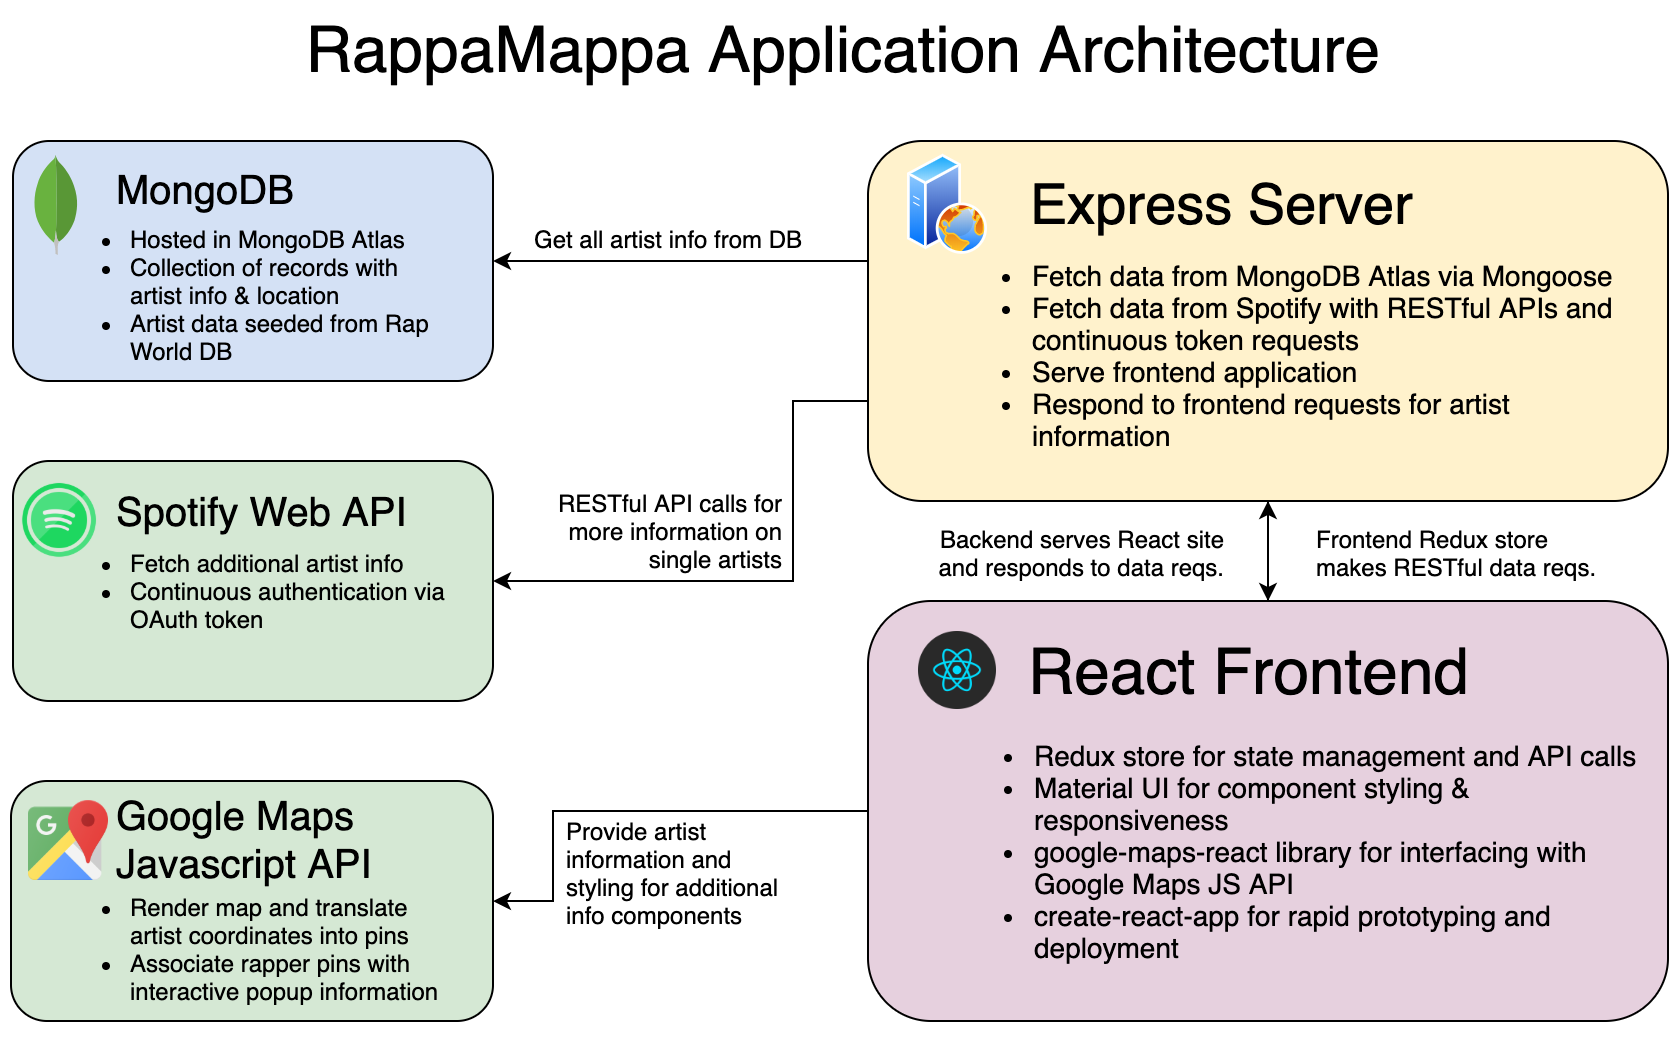 RappaMappa Application Architecture
MongoDB
• Hosted in MongoDB Atlas
• Collection of records with
artist info & location
• Artist data seeded from Rap
World DB
Get all artist info from DB
Express Server
• Fetch data from MongoDB Atlas via Mongoose
• Fetch data from Spotify with RESTful APIs and
continuous token requests
• Serve frontend application
• Respond to frontend requests for artist
information
Spotify Web API
• Fetch additional artist info
• Continuous authentication via
OAuth token
RESTful API calls for
more information on
single artists
Backend serves React site
and responds to data reqs.
Frontend Redux store
makes RESTful data reqs.
React Frontend
• Redux store for state management and API calls
• Material UI for component styling &
responsiveness
• google-maps-react library for interfacing with
Google Maps JS API
• create-react-app for rapid prototyping and
deployment
G
Google Maps
Javascript API
• Render map and translate
artist coordinates into pins
• Associate rapper pins with
interactive popup information
Provide artist
information and
styling for additional
info components